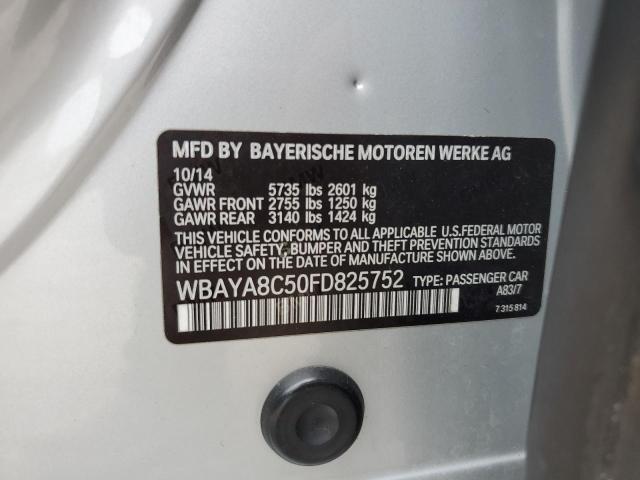 MFD BY BAYERISCHE MOTOREN WERKE AG
10/14
GVWR 5735 lbs 2601 kg
GAWR FRONT 2755 lbs 1250 kg
GAWR REAR 3140 lbs 1424 kg
THIS VEHICLE CONFORMS TO ALL APPLICABLE U.S.FEDERAL MOTOR
VEHICLE SAFETY, BUMPER AND THEFT PREVENTION STANDARDS
IN EFFECT ON THE DATE OF MANUFACTURE SHOWN ABOVE.
WBAYA8C50FD825752 TYPE: PASSENGER CAR
A83/7
7 315 814